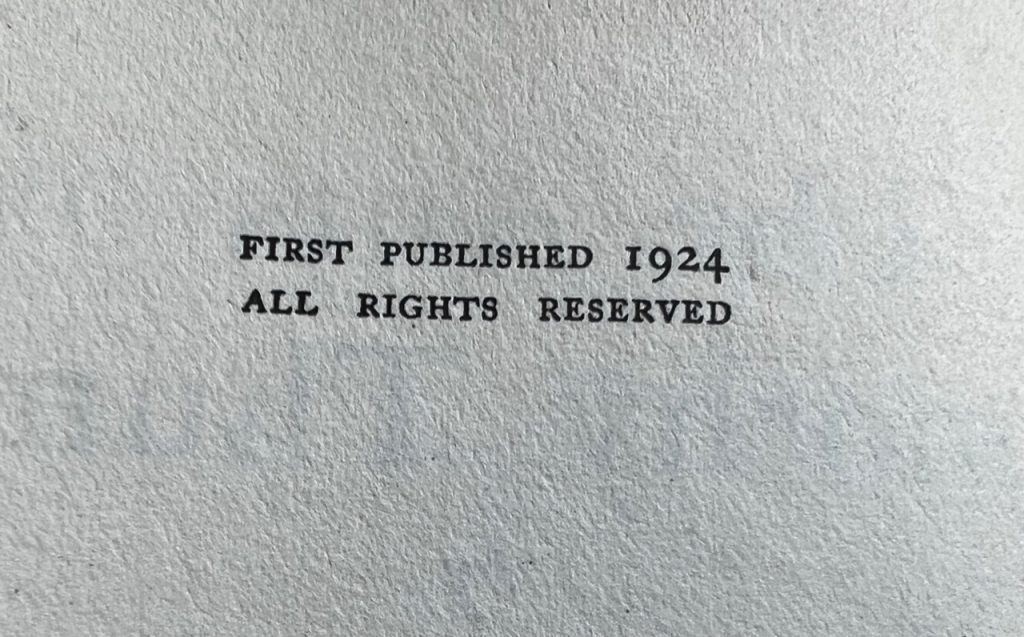 FIRST PUBLISHED 1924
ALL RIGHTS RESERVED